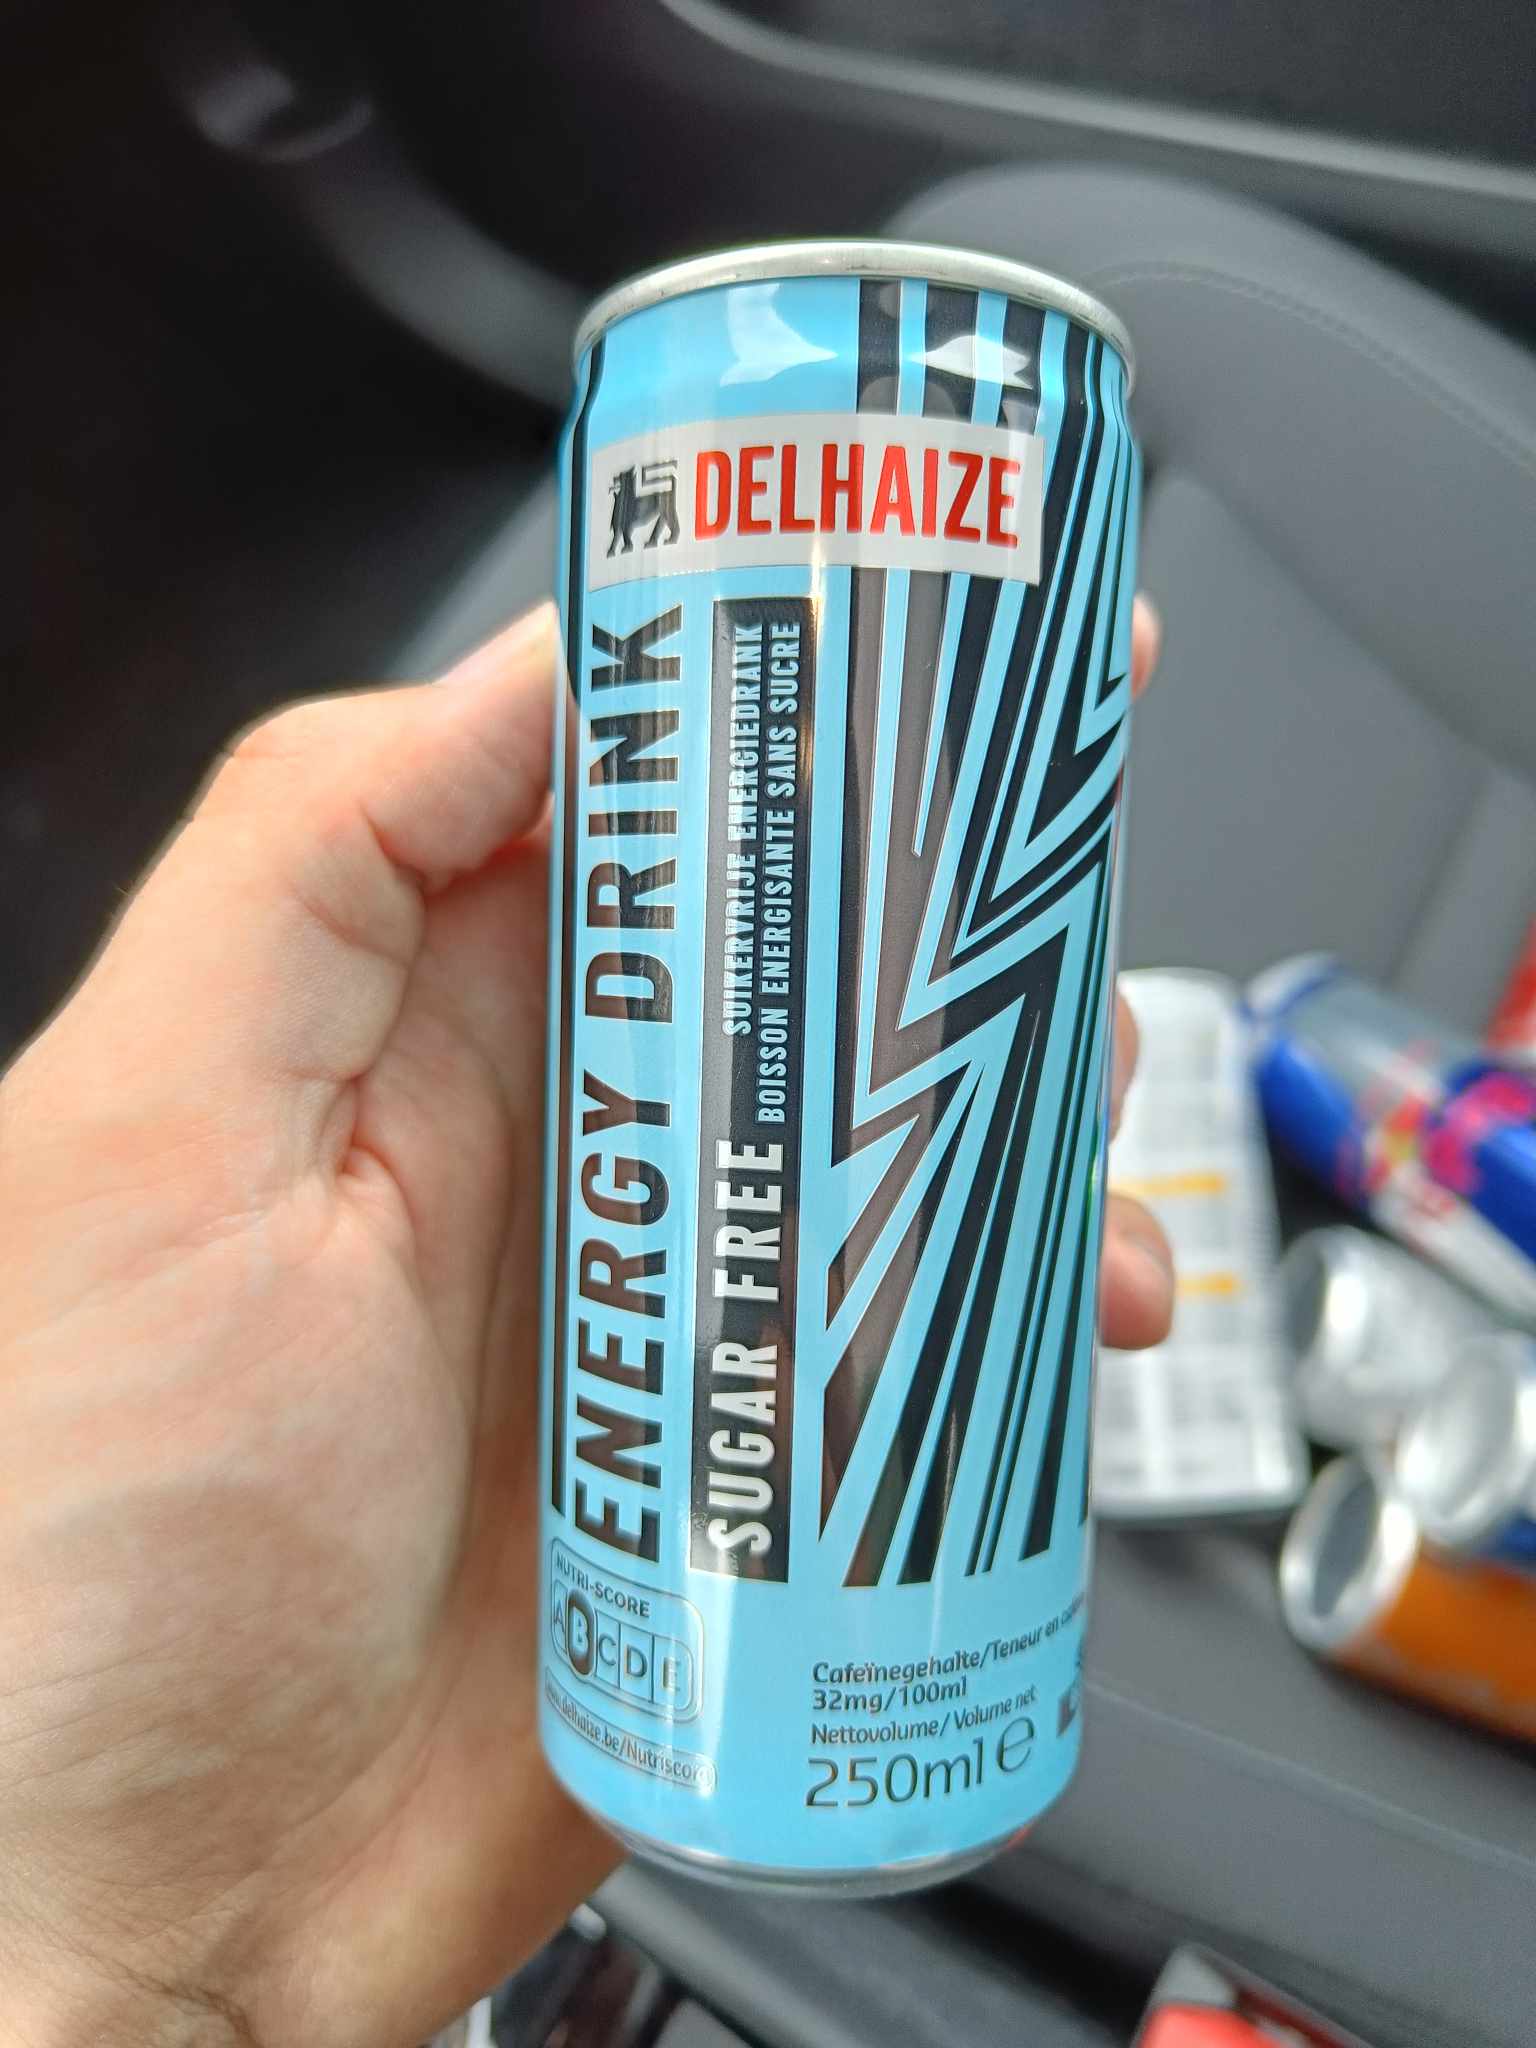 DELHAIZE
ENERGY DRINK
SUGAR FREE
SUIKERVRIJE ENERGIEDRANK
BOISSON ENERGISANTE SANS SUCRE
NUTRI-SCORE
A B C D E
www.delhaize.be/Nutriscore
Cafeïnegehalte/Teneur en
32mg/100ml
Nettovolume/Volume net
250ml e